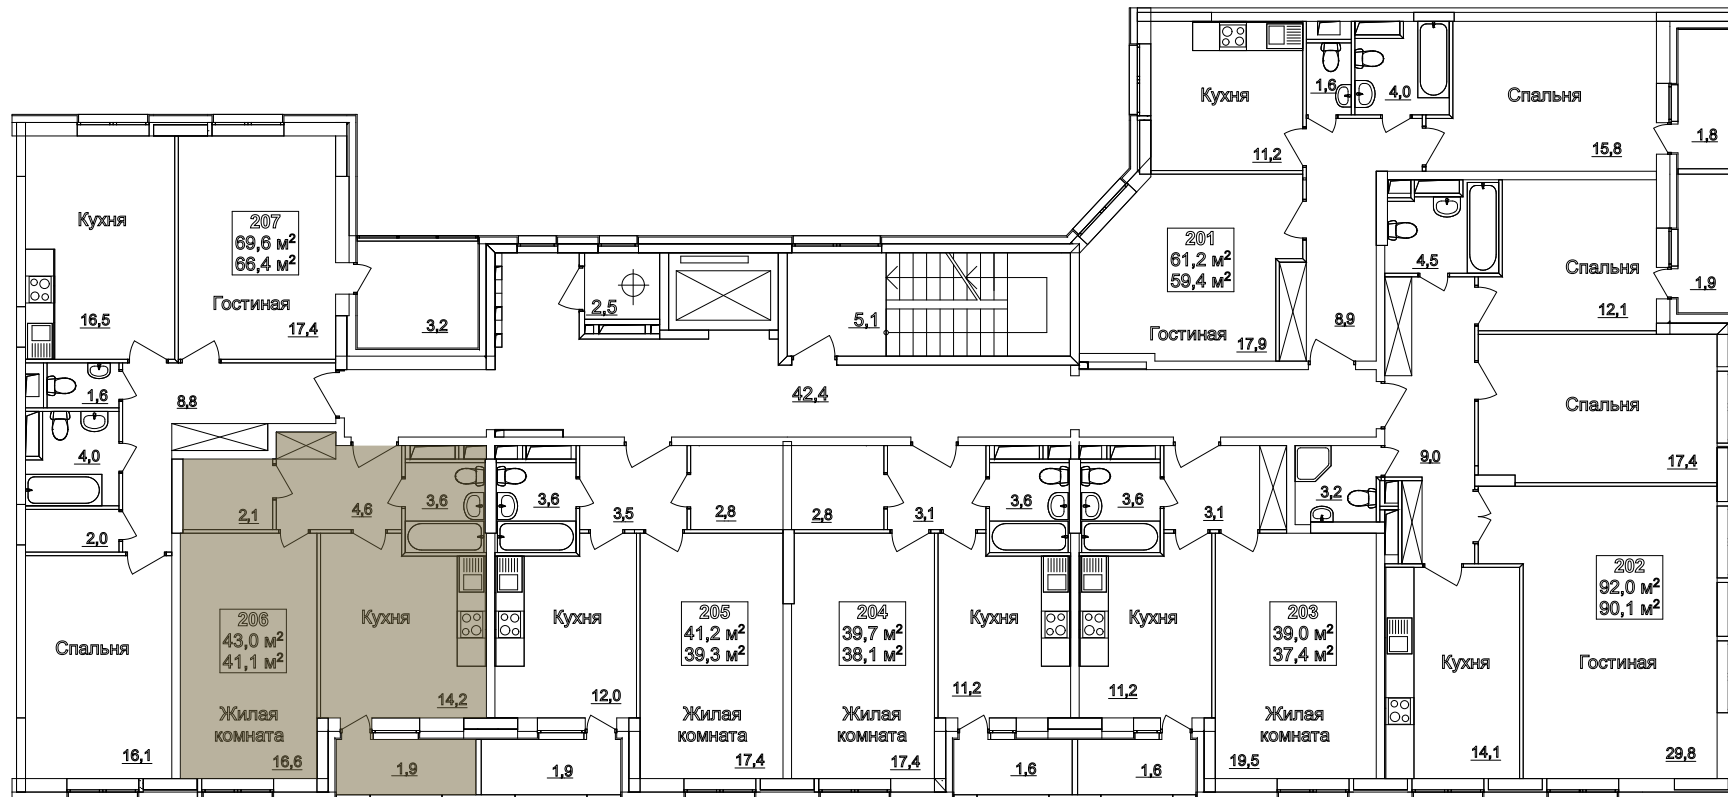 Кухня
1,6
4,0
Спальня
11,2
15,8
1,8
Кухня
207
69,6 м²
66,4 м²
Гостиная
16,5
17,4
3,2
2,5
5,1
201
61,2 м²
59,4 м²
Гостиная
17,9
8,9
4,5
Спальня
12,1
1,9
1,6
8,8
42,4
Спальня
17,4
4,0
2,0
2,1
4,6
3,6
3,6
3,5
2,8
2,8
3,1
3,6
3,6
3,1
3,2
9,0
Спальня
16,1
206
43,0 м²
41,1 м²
Жилая
комната
16,6
Кухня
14,2
1,9
Кухня
12,0
1,9
205
41,2 м²
39,3 м²
Жилая
комната
17,4
204
39,7 м²
38,1 м²
Жилая
комната
17,4
Кухня
11,2
1,6
Кухня
11,2
1,6
203
39,0 м²
37,4 м²
Жилая
комната
19,5
Кухня
14,1
202
92,0 м²
90,1 м²
Гостиная
29,8